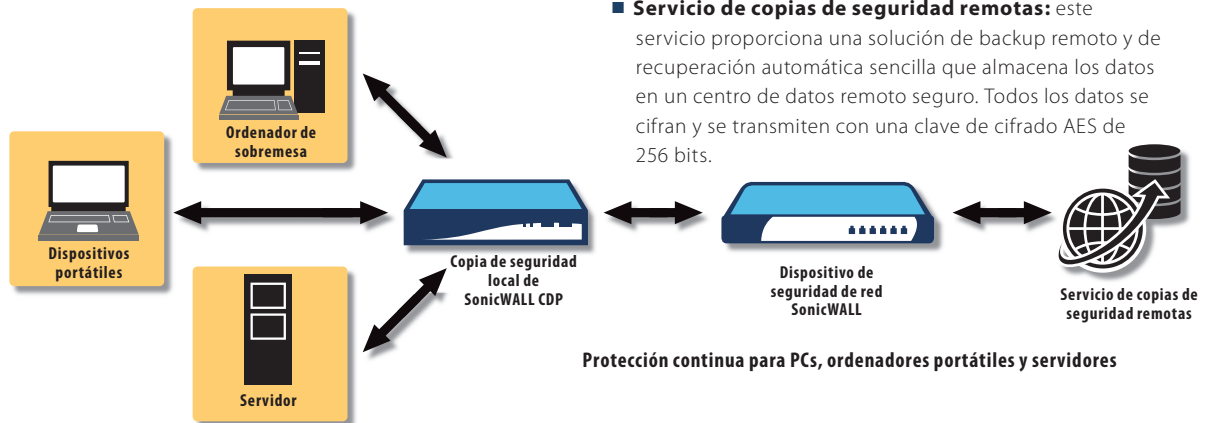 ■ Servicio de copias de seguridad remotas: este
servicio proporciona una solución de backup remoto y de
recuperación automática sencilla que almacena los datos
en un centro de datos remoto seguro. Todos los datos se
cifran y se transmiten con una clave de cifrado AES de
256 bits.
Ordenador de
sobremesa
Dispositivos
portátiles
Servidor
Copia de seguridad
local de
SonicWALL CDP
Dispositivo de
seguridad de red
SonicWALL
Servicio de copias de
seguridad remotas
Protección continua para PCs, ordenadores portátiles y servidores